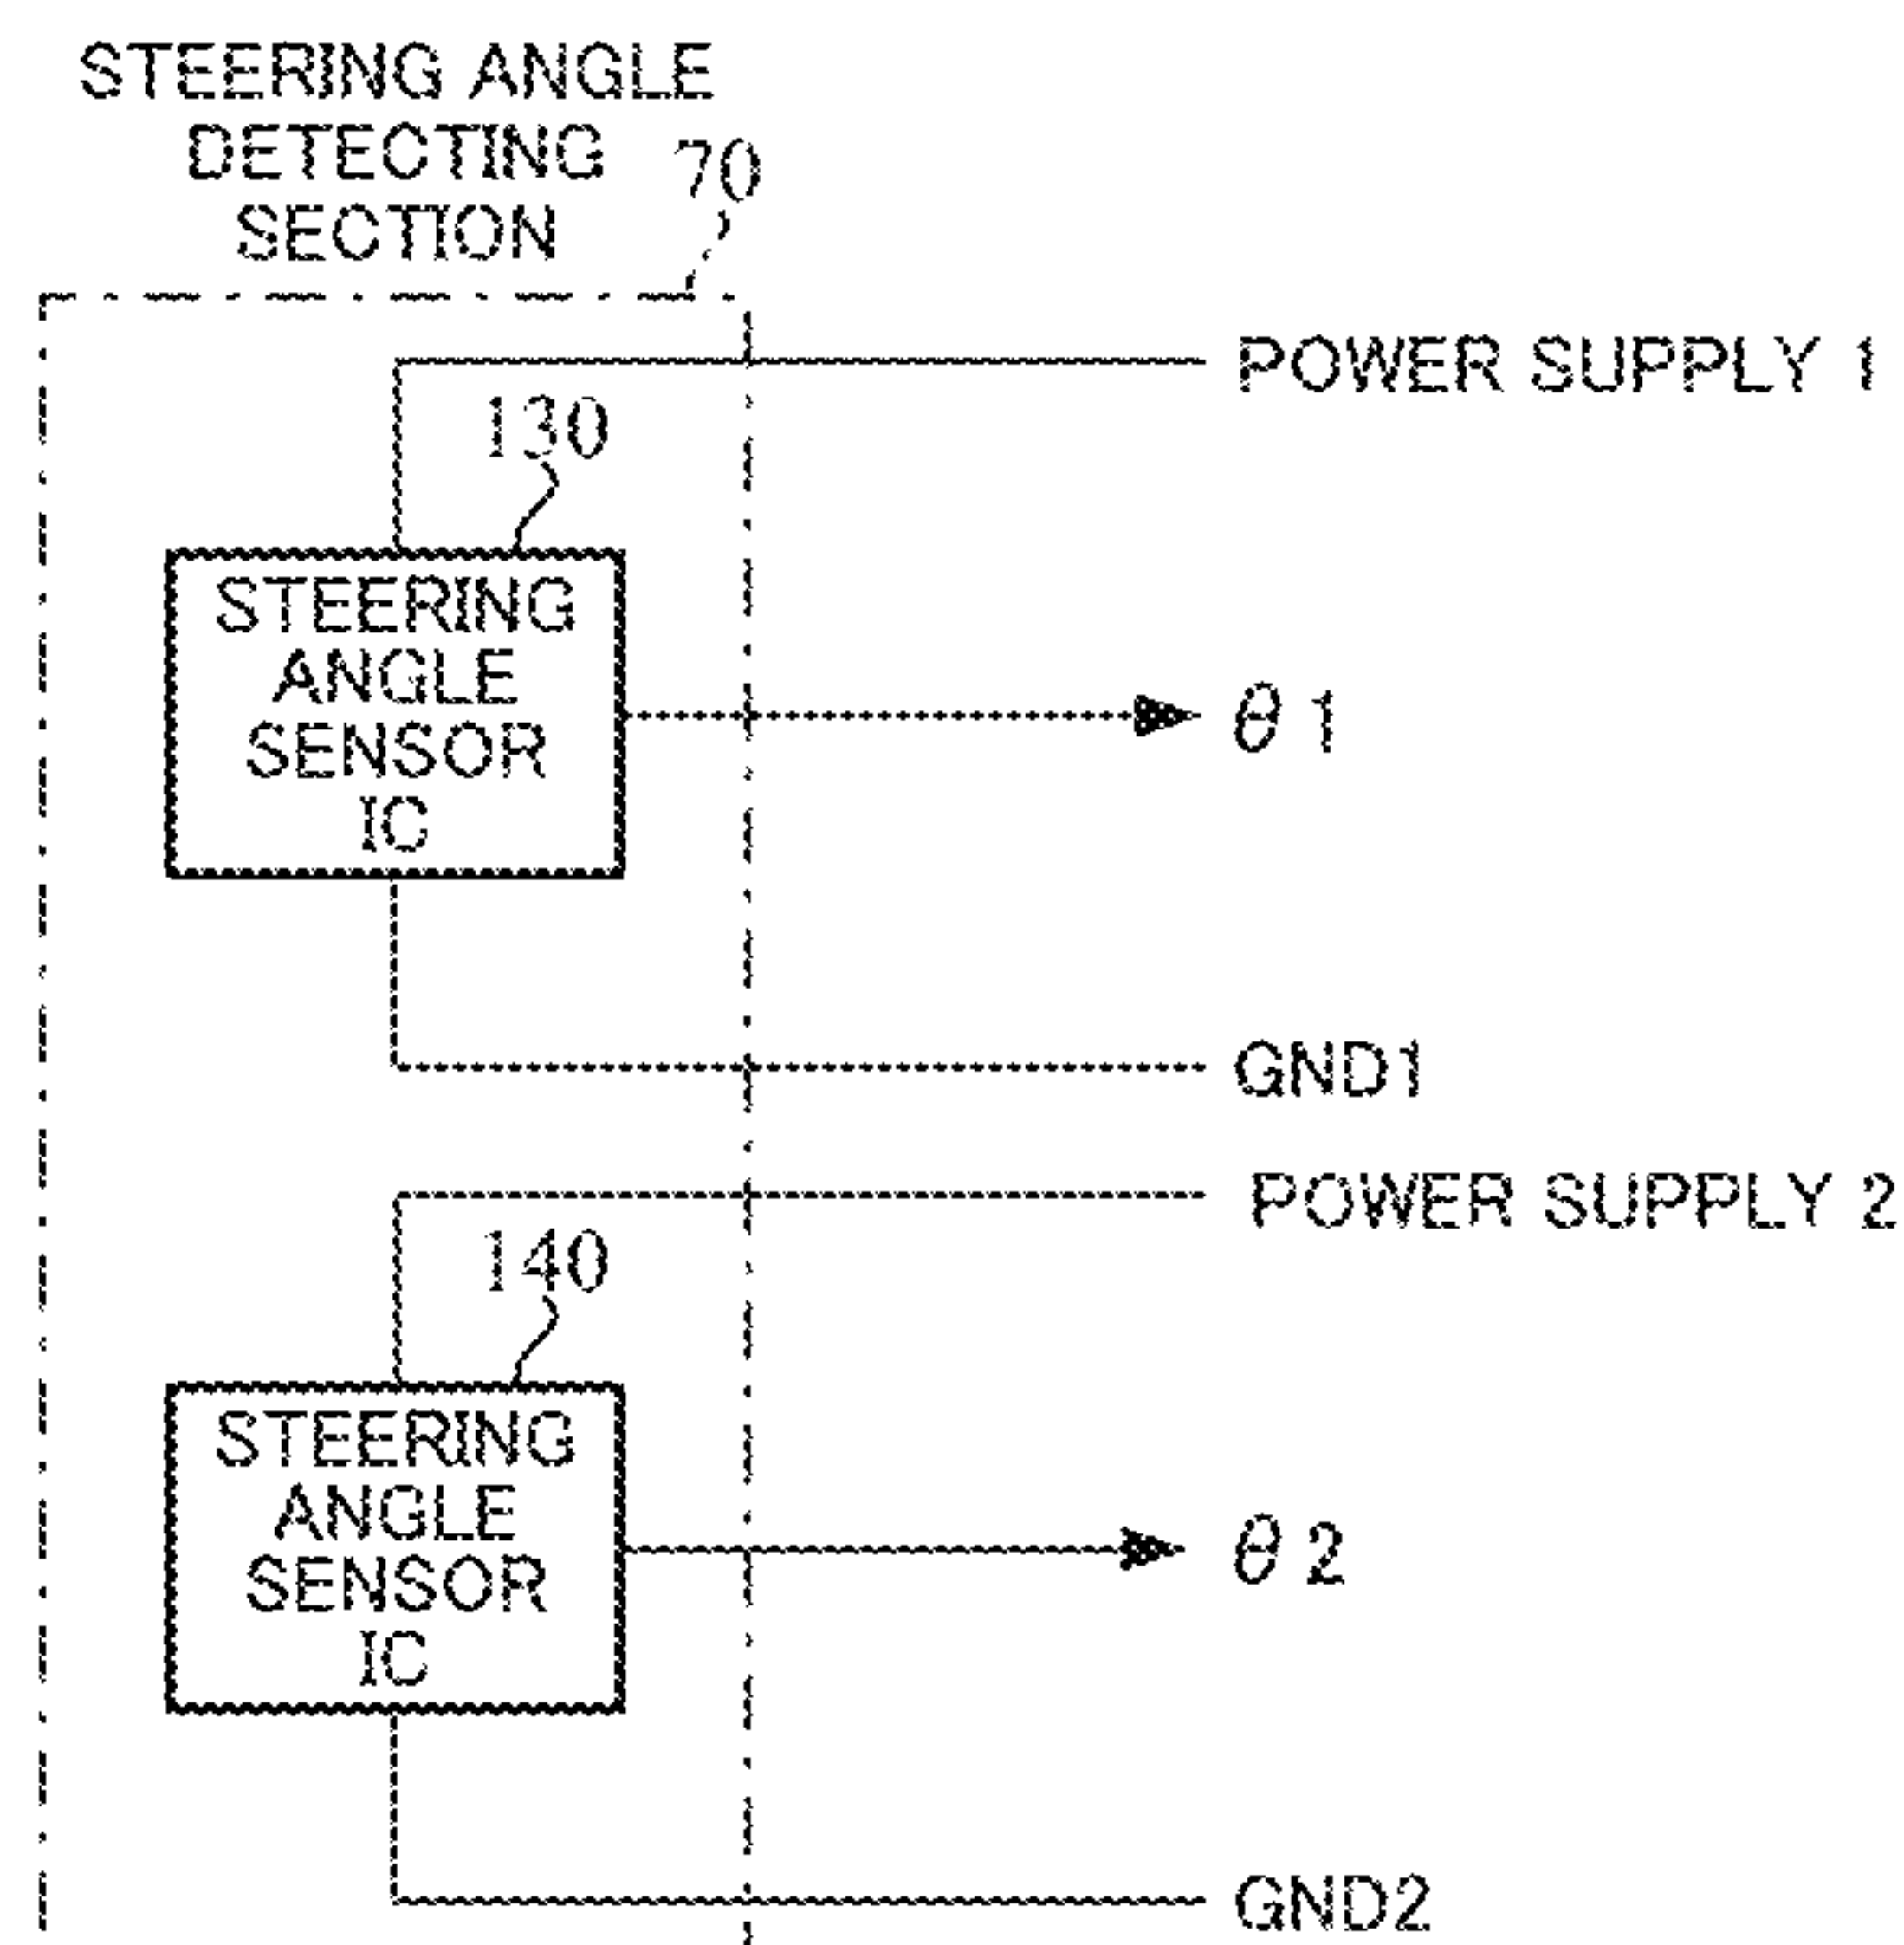 STEERING ANGLE
DETECTING
SECTION
70
POWER SUPPLY 1
130
STEERING
ANGLE
SENSOR
IC
θ1
GND1
POWER SUPPLY 2
140
STEERING
ANGLE
SENSOR
IC
θ2
GND2